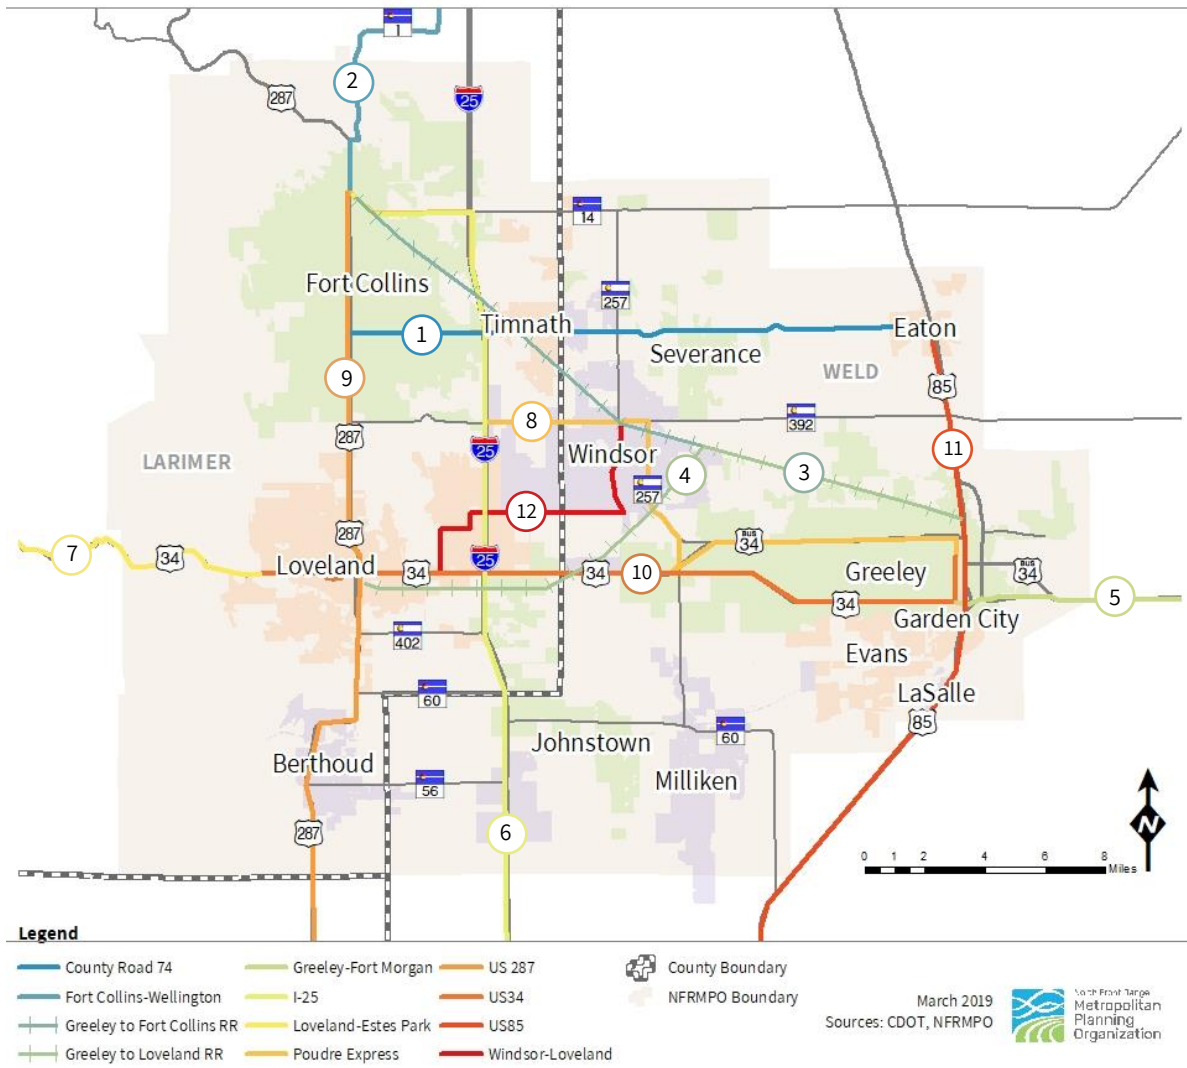 1
2
287
25
14
Fort Collins
257
Timnath
1
Eaton
Severance
WELD
9
85
8
392
287
25
11
LARIMER
Windsor
4
3
257
12
287
7
34
BUS
34
25
Loveland
34
34
10
Greeley
BUS
34
5
34
Garden City
402
Evans
60
LaSalle
85
Johnstown
60
Berthoud
Milliken
56
287
6
N
0 1 2 4 6 8
Miles
Legend
County Road 74
Fort Collins-Wellington
Greeley to Fort Collins RR
Greeley to Loveland RR
Greeley-Fort Morgan
I-25
Loveland-Estes Park
Poudre Express
US 287
US34
US85
Windsor-Loveland
County Boundary
NFRMPO Boundary
March 2019
Sources: CDOT, NFRMPO
North Front Range
Metropolitan
Planning
Organization